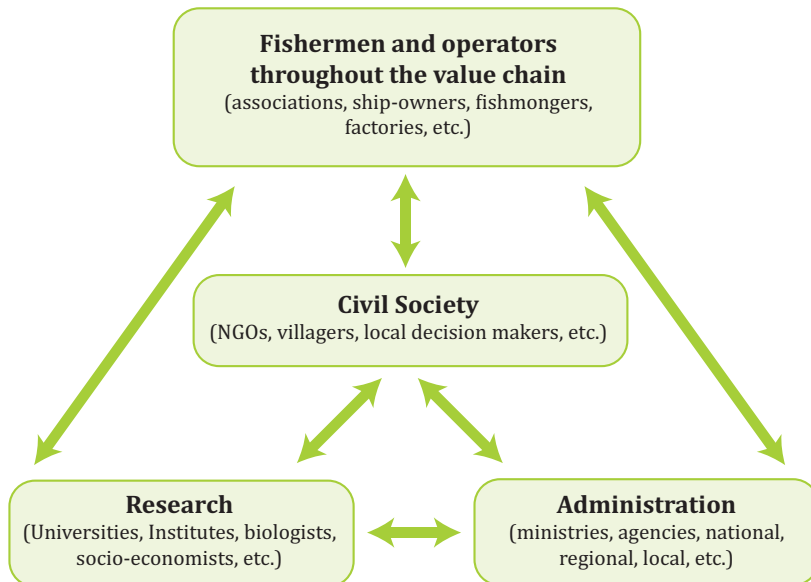 Fishermen and operators
throughout the value chain
(associations, ship-owners, fishmongers,
factories, etc.)
Civil Society
(NGOs, villagers, local decision makers, etc.)
Research
(Universities, Institutes, biologists,
socio-economists, etc.)
Administration
(ministries, agencies, national,
regional, local, etc.)